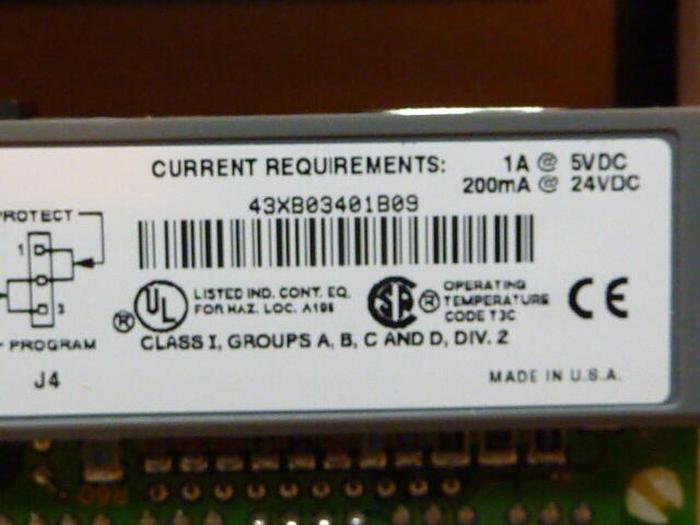 CURRENT REQUIREMENTS: 1A @ 5VDC
200mA @ 24VDC
43XB03401B09
PROTECT
1
3
PROGRAM
J4
UL
®
LISTED IND. CONT. EQ.
FOR HAZ. LOC. A196
®
OPERATING
TEMPERATURE
CODE T3C
CE
CLASS I, GROUPS A, B, C AND D, DIV. 2
MADE IN U.S.A.
R60